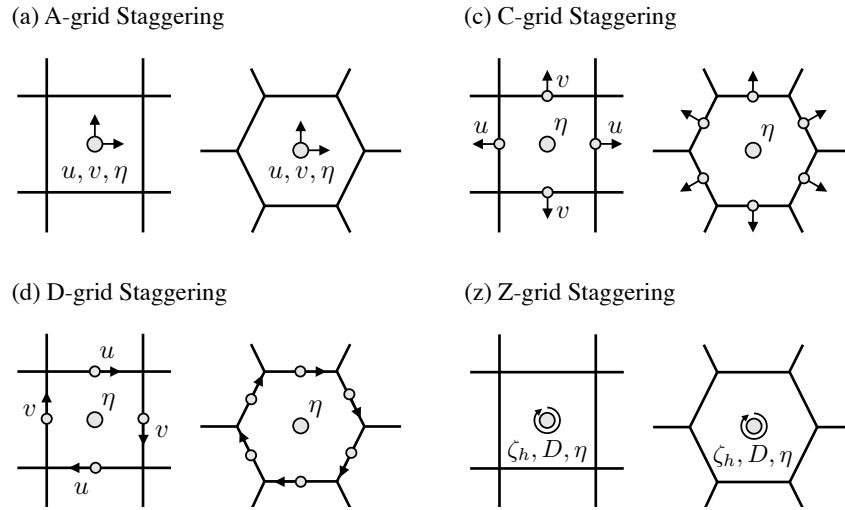 (a) A-grid Staggering
u, v, η
u, v, η
(c) C-grid Staggering
v
u
η
u
v
η
(d) D-grid Staggering
u
v
η
v
u
η
(z) Z-grid Staggering
ζₕ, D, η
ζₕ, D, η